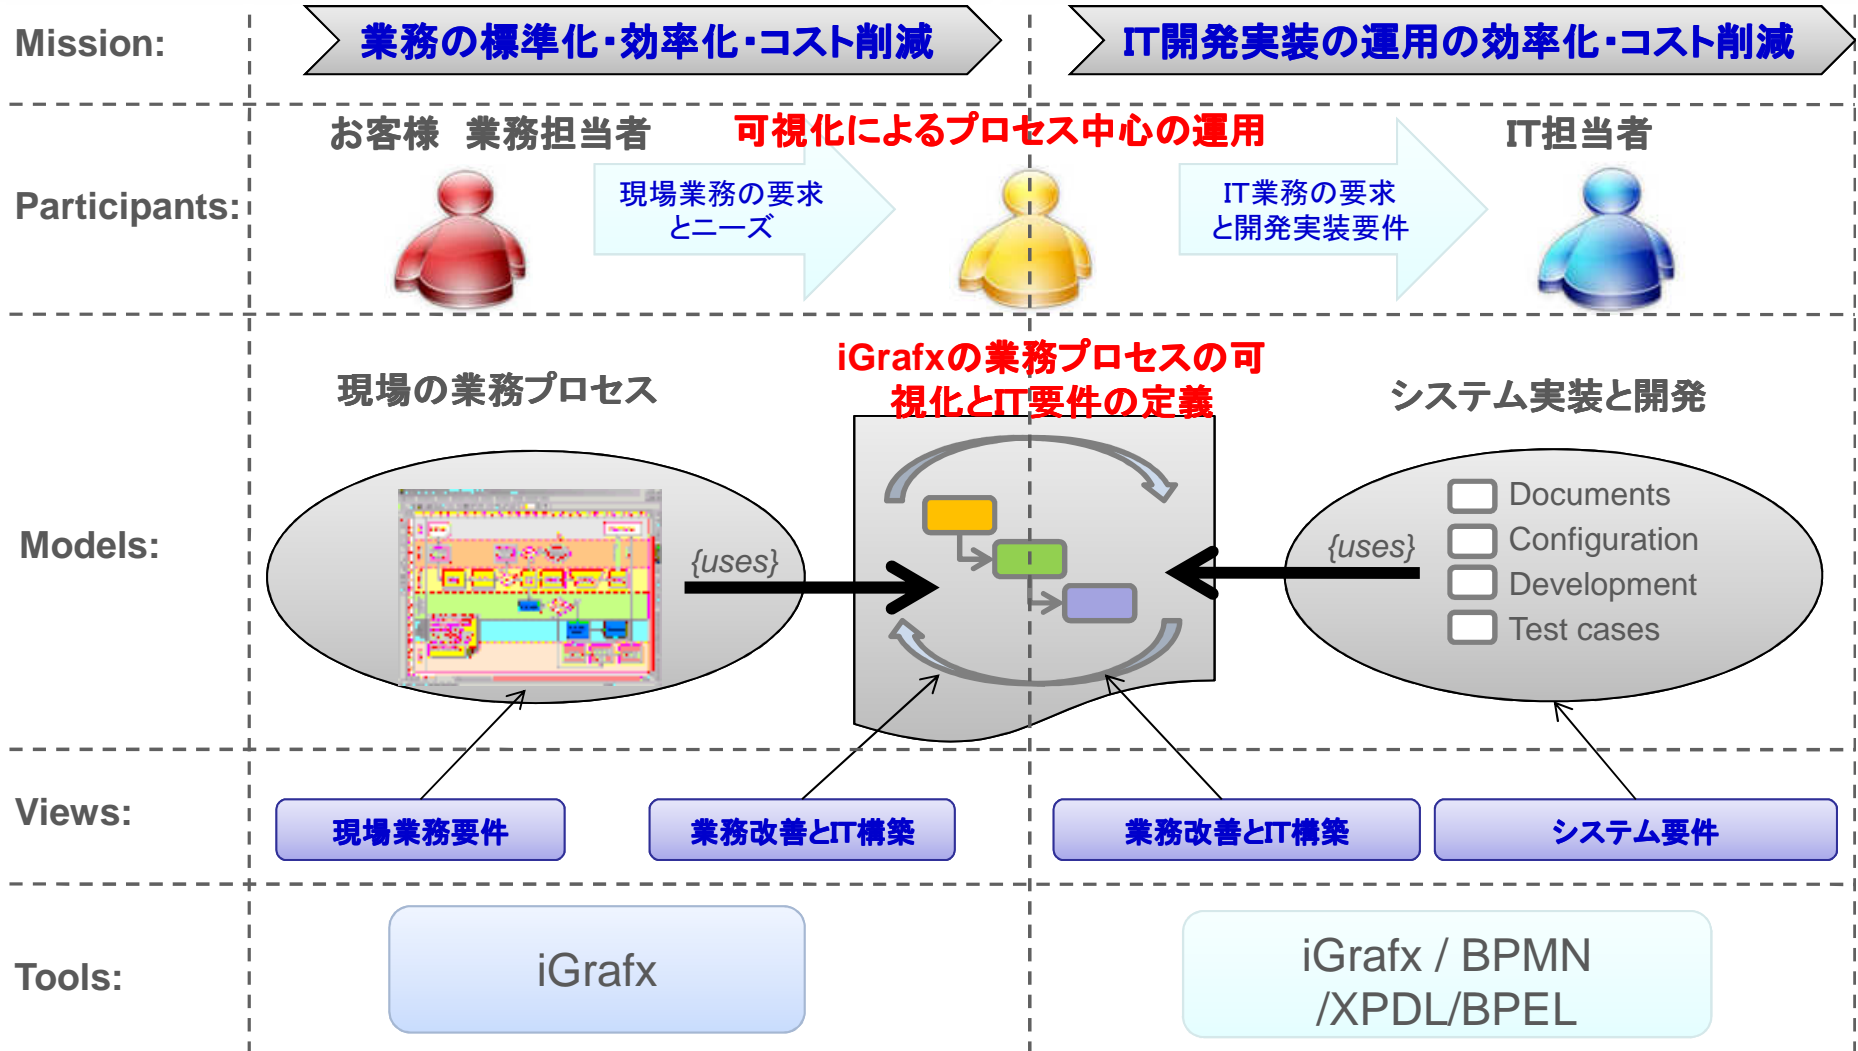 Mission:
業務の標準化・効率化・コスト削減
IT開発実装の運用の効率化・コスト削減
Participants:
お客様 業務担当者
可視化によるプロセス中心の運用
IT担当者
現場業務の要求
とニーズ
IT業務の要求
と開発実装要件
Models:
現場の業務プロセス
iGrafxの業務プロセスの可
視化とIT要件の定義
システム実装と開発
{uses}
{uses}
Documents
Configuration
Development
Test cases
Views:
現場業務要件
業務改善とIT構築
業務改善とIT構築
システム要件
Tools:
iGrafx
iGrafx / BPMN
/XPDL/BPEL